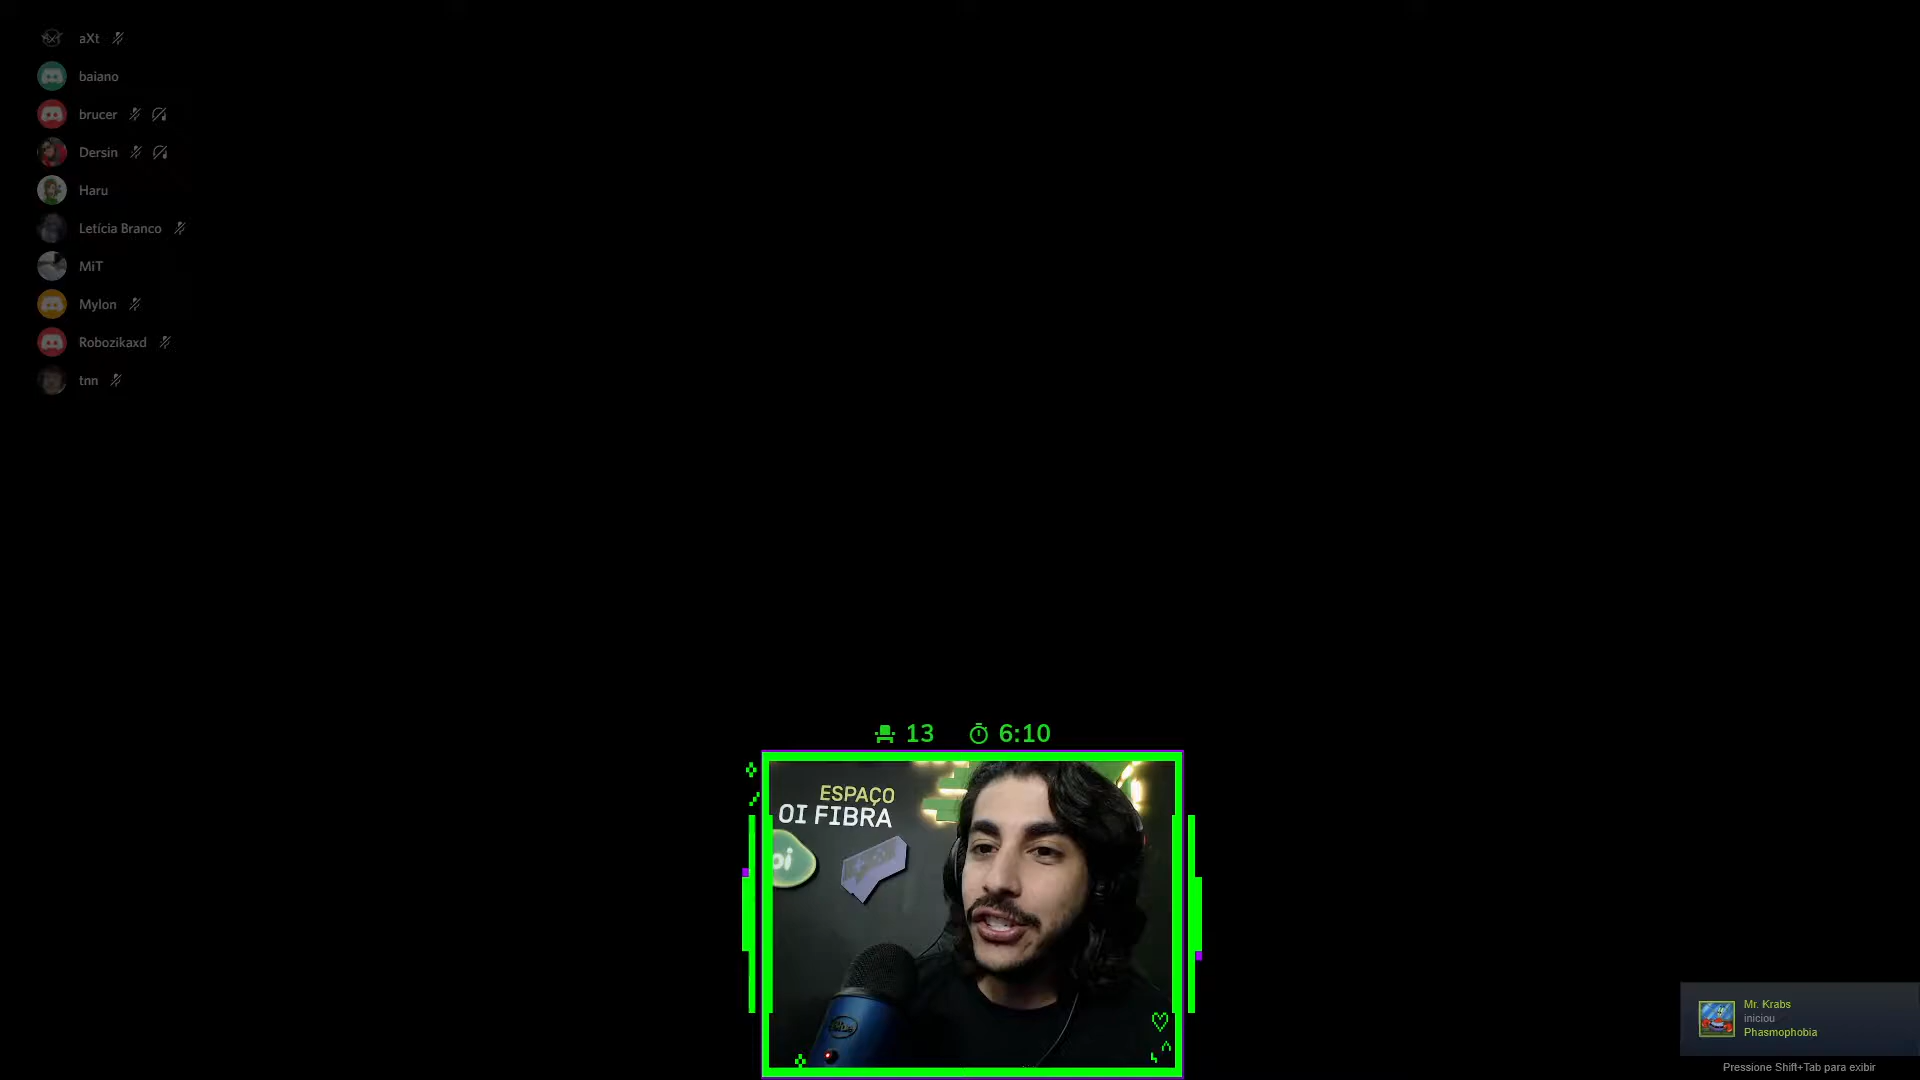 aXt
baiano
brucer
Dersin
Haru
Letícia Branco
MiT
Mylon
Robozikaxd
tnn
13 6:10
ESPAÇO
OI FIBRA
oi
Mr. Krabs
iniciou
Phasmophobia
Pressione Shift+Tab para exibir